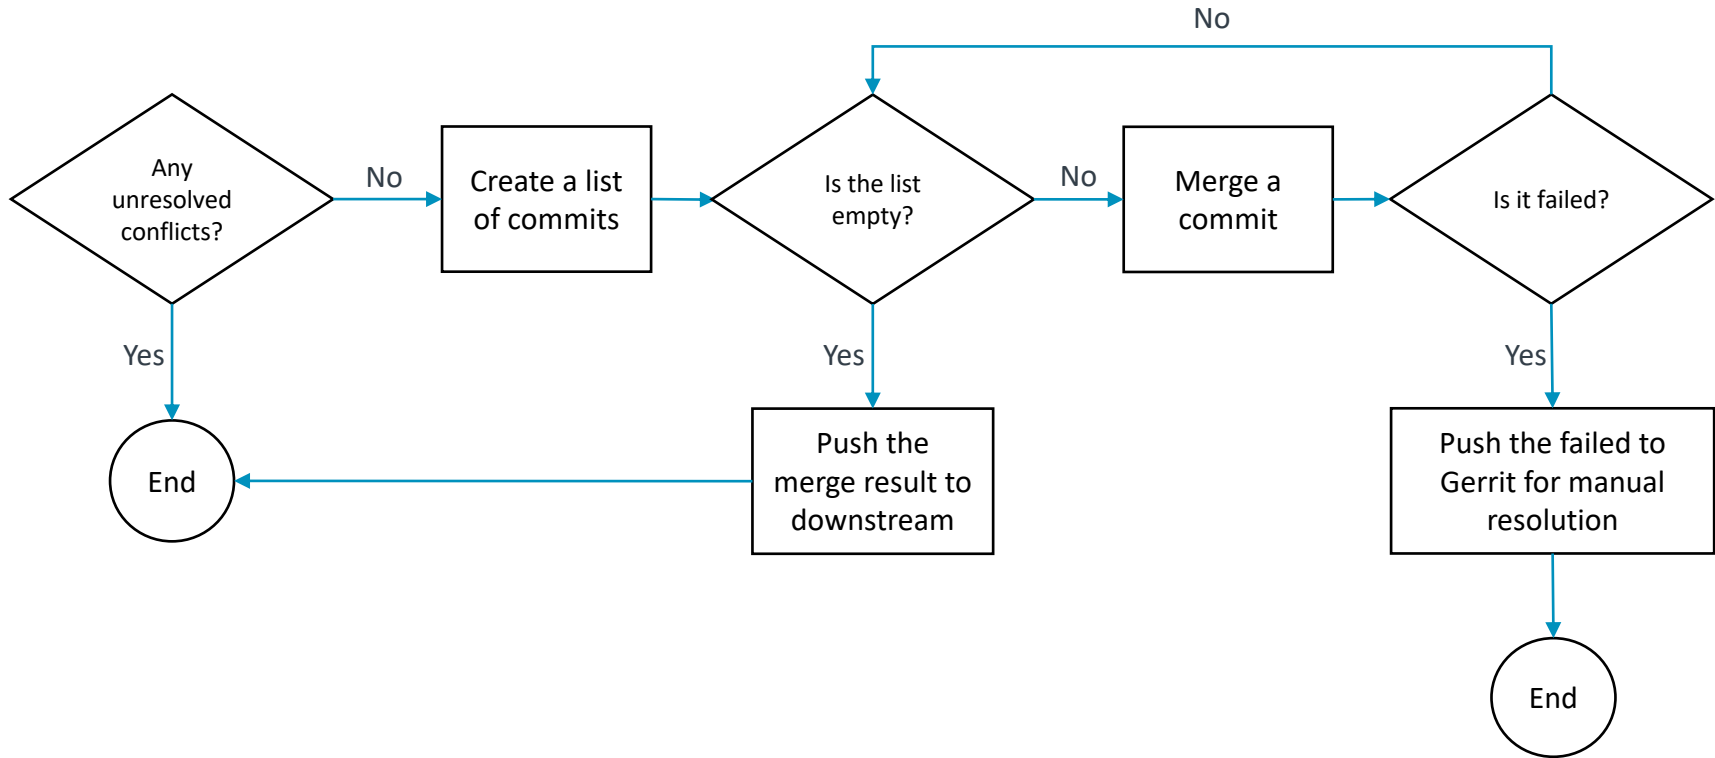 No
Any
unresolved
conflicts?
No
Create a list
of commits
Is the list
empty?
No
Merge a
commit
Is it failed?
Yes
Yes
Yes
End
Push the
merge result to
downstream
Push the failed to
Gerrit for manual
resolution
End